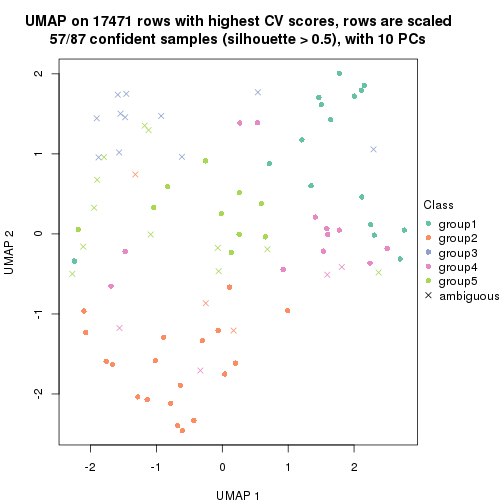 UMAP on 17471 rows with highest CV scores, rows are scaled
57/87 confident samples (silhouette > 0.5), with 10 PCs
2
1
0
-1
-2
UMAP 2
-2
-1
0
1
2
UMAP 1
Class
group1
group2
group3
group4
group5
ambiguous